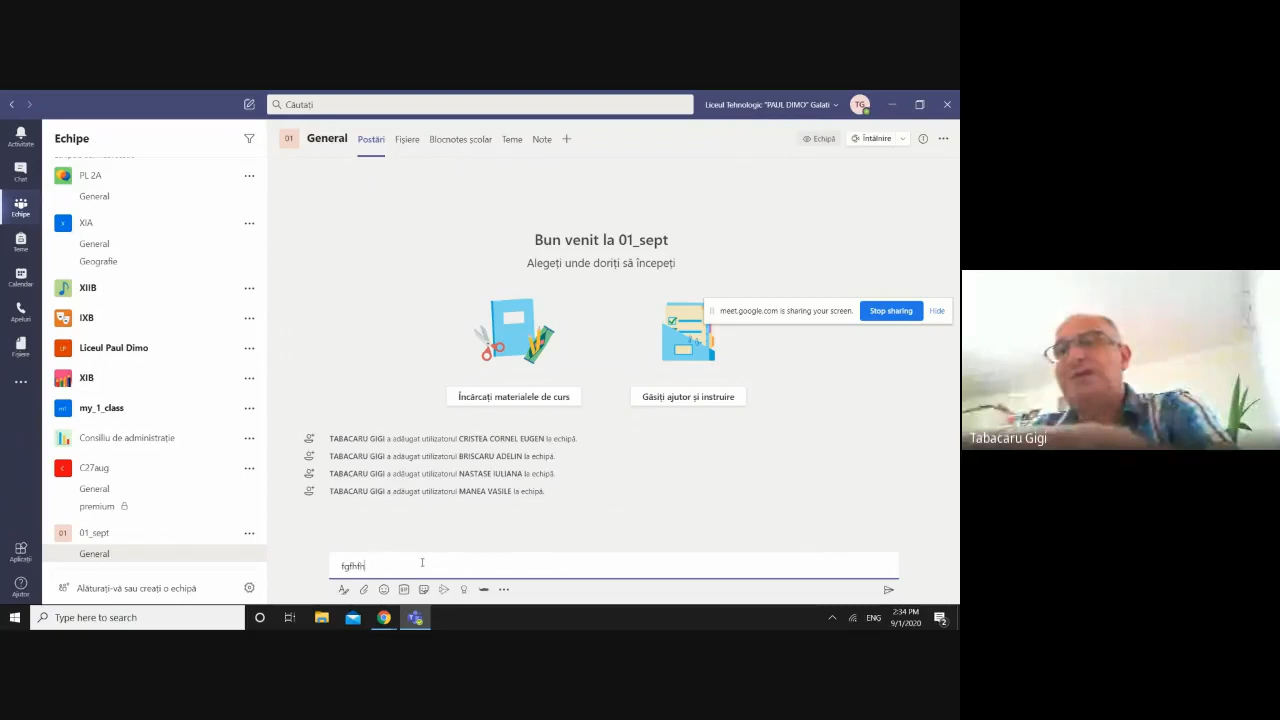 Căutați
Liceul Tehnologic "PAUL DIMO" Galati
TG
Activitate
Chat
Echipe
Teme
Calendar
Apeluri
Fișiere
Aplicații
Ajutor
Echipe
PL 2A
General
XIA
General
Geografie
XIIB
IXB
LP Liceul Paul Dimo
XIB
m1 my_1_class
Consiliu de administrație
C C27aug
General
premium
01 01_sept
General
Alăturați-vă sau creați o echipă
01 General Postări Fișiere Blocnotes școlar Teme Note
Echipă Întâlnire
Bun venit la 01_sept
Alegeți unde doriți să începeți
meet.google.com is sharing your screen. Stop sharing Hide
Încărcați materialele de curs Găsiți ajutor și instruire
TABACARU GIGI a adăugat utilizatorul CRISTEA CORNEL EUGEN la echipă.
TABACARU GIGI a adăugat utilizatorul BRISCARU ADELIN la echipă.
TABACARU GIGI a adăugat utilizatorul NASTASE IULIANA la echipă.
TABACARU GIGI a adăugat utilizatorul MANEA VASILE la echipă.
fgfhfh
Type here to search
ENG
2:34 PM
9/1/2020
2
Tabacaru Gigi